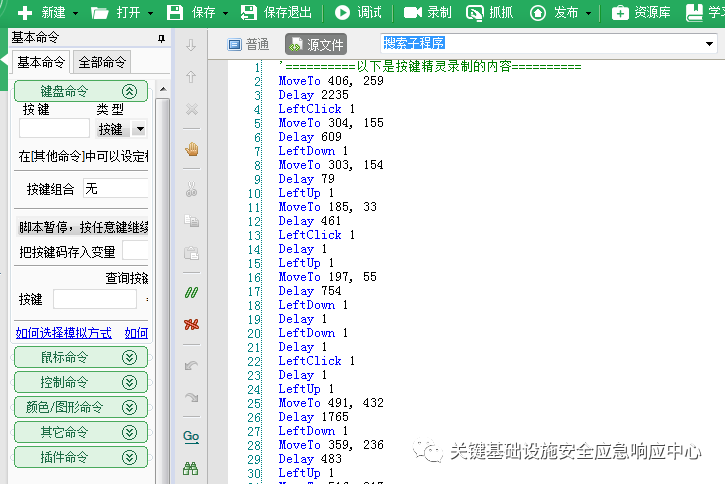 新建 打开 保存 保存退出 调试 录制 抓抓 发布 资源库
基本命令
普通 源文件 搜索子程序
基本命令 全部命令
键盘命令
按键 类型
按键
在[其他命令]中可以设定
按键组合 无
脚本暂停，按任意键继续
把按键码存入变量
查询按键
按键
如何选择模拟方式 如何
鼠标命令
控制命令
颜色/图形命令
其它命令
插件命令
Go
1 '==========以下是按键精灵录制的内容==========
2 MoveTo 406, 259
3 Delay 2235
4 LeftClick 1
5 MoveTo 304, 155
6 Delay 609
7 LeftDown 1
8 MoveTo 303, 154
9 Delay 79
10 LeftUp 1
11 MoveTo 185, 33
12 Delay 461
13 LeftClick 1
14 Delay 1
15 LeftUp 1
16 MoveTo 197, 55
17 Delay 754
18 LeftDown 1
19 Delay 1
20 LeftDown 1
21 Delay 1
22 LeftClick 1
23 Delay 1
24 LeftUp 1
25 MoveTo 491, 432
26 Delay 1765
27 LeftDown 1
28 MoveTo 359, 236
29 Delay 483
30 LeftUp 1
关键基础设施安全应急响应中心